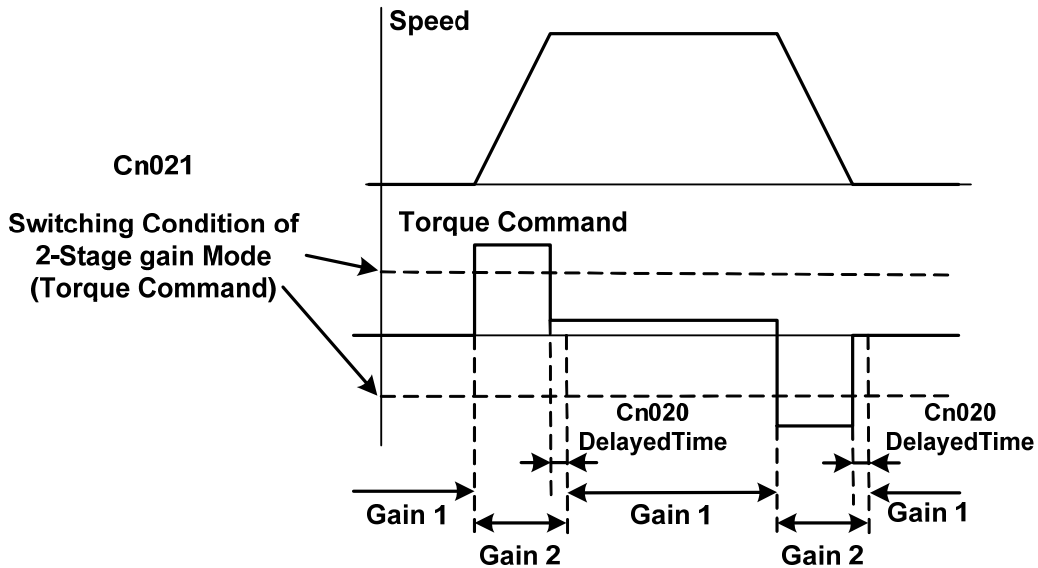 Speed
Cn021
Switching Condition of
2-Stage gain Mode
(Torque Command)
Torque Command
Cn020
DelayedTime
Cn020
DelayedTime
Gain 1
Gain 1
Gain 1
Gain 2
Gain 2